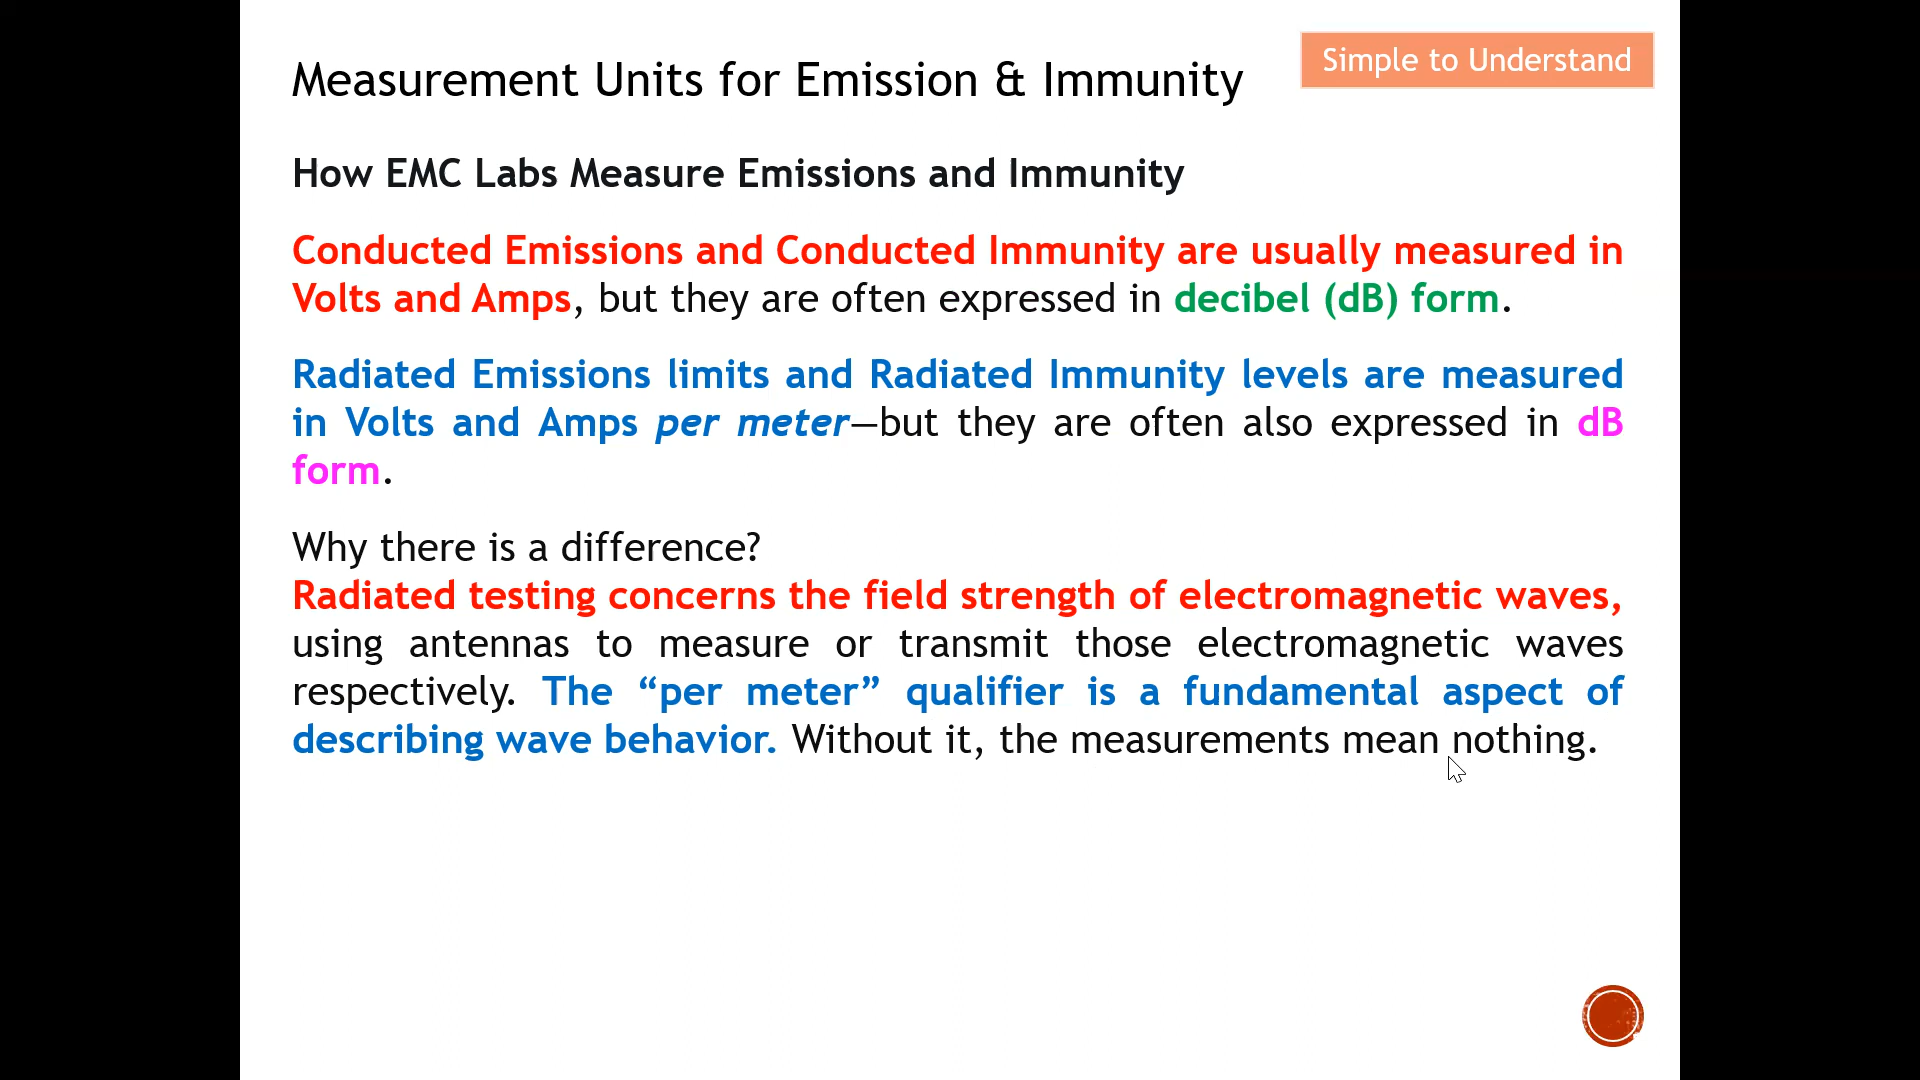 Simple to Understand
Measurement Units for Emission & Immunity
How EMC Labs Measure Emissions and Immunity
Conducted Emissions and Conducted Immunity are usually measured in
Volts and Amps, but they are often expressed in decibel (dB) form.
Radiated Emissions limits and Radiated Immunity levels are measured
in Volts and Amps per meter—but they are often also expressed in dB
form.
Why there is a difference?
Radiated testing concerns the field strength of electromagnetic waves,
using antennas to measure or transmit those electromagnetic waves
respectively. The “per meter” qualifier is a fundamental aspect of
describing wave behavior. Without it, the measurements mean nothing.